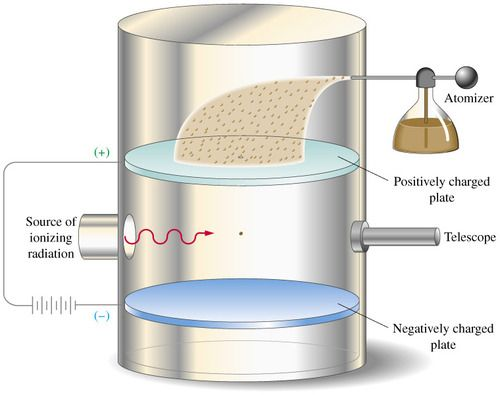 Atomizer
(+)
Positively charged
plate
Source of
ionizing
radiation
Telescope
(–)
Negatively charged
plate